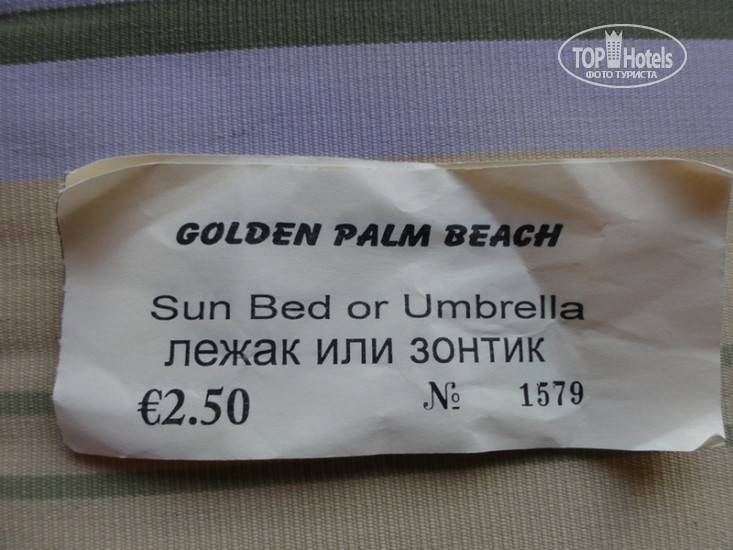 TOP Hotels
ФОТО ТУРИСТА
GOLDEN PALM BEACH
Sun Bed or Umbrella
лежак или зонтик
€2.50 № 1579